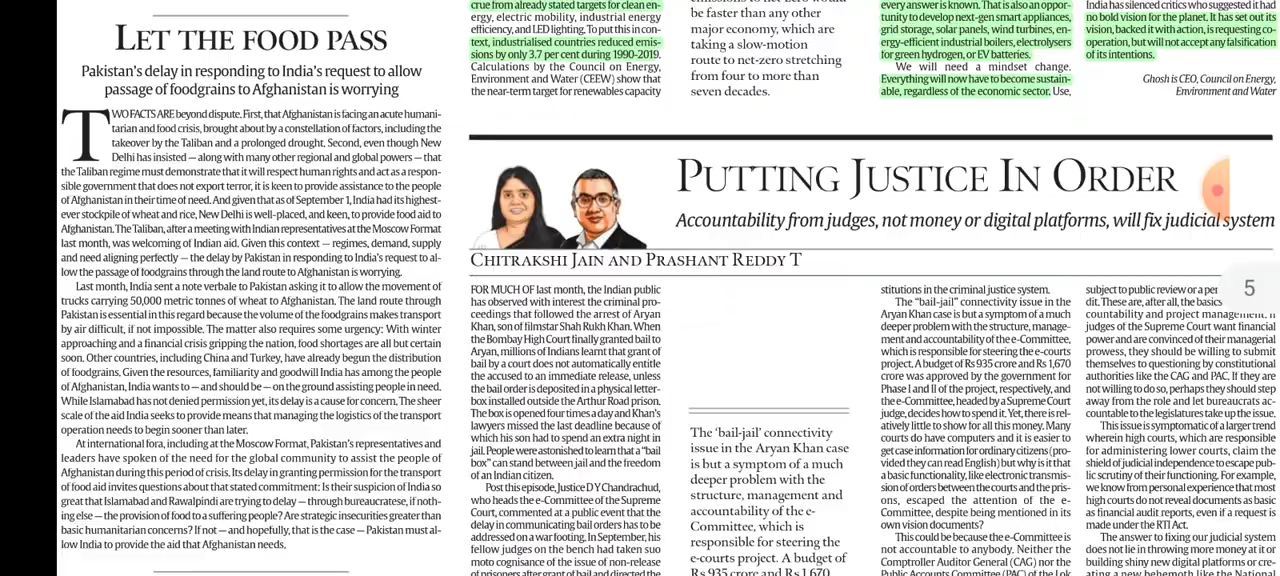 LET THE FOOD PASS
Pakistan's delay in responding to India's request to allow
passage of foodgrains to Afghanistan is worrying
TWO FACTS ARE beyond dispute. First, that Afghanistan is facing an acute humani-
tarian and food crisis, brought about by a constellation of factors, including the
takeover by the Taliban and a prolonged drought. Second, even though New
Delhi has insisted — along with many other regional and global powers — that
the Taliban regime must demonstrate that it will respect human rights and act as a respon-
sible government that does not export terror, it is keen to provide assistance to the people
of Afghanistan in their time of need. And given that as of September 1, India had its highest-
ever stockpile of wheat and rice, New Delhi is well-placed, and keen, to provide food aid to
Afghanistan. The Taliban, after a meeting with Indian representatives at the Moscow Format
last month, was welcoming of Indian aid. Given this context — regimes, demand, supply
and need aligning perfectly — the delay by Pakistan in responding to India's request to al-
low the passage of foodgrains through the land route to Afghanistan is worrying.
Last month, India sent a note verbale to Pakistan asking it to allow the movement of
trucks carrying 50,000 metric tonnes of wheat to Afghanistan. The land route through
Pakistan is essential in this regard because the volume of the foodgrains makes transport
by air difficult, if not impossible. The matter also requires some urgency: With winter
approaching and a financial crisis gripping the nation, food shortages are all but certain
soon. Other countries, including China and Turkey, have already begun the distribution
of foodgrains. Given the resources, familiarity and goodwill India has among the people
of Afghanistan, India wants to — and should be — on the ground assisting people in need.
While Islamabad has not denied permission yet, its delay is a cause for concern. The sheer
scale of the aid India seeks to provide means that managing the logistics of the transport
operation needs to begin sooner than later.
At international fora, including at the Moscow Format, Pakistan's representatives and
leaders have spoken of the need for the global community to assist the people of
Afghanistan during this period of crisis. Its delay in granting permission for the transport
of food aid invites questions about that stated commitment: Is their suspicion of India so
great that Islamabad and Rawalpindi are trying to delay — through bureaucratese, if noth-
ing else — the provision of food to a suffering people? Are strategic insecurities greater than
basic humanitarian concerns? If not — and hopefully, that is the case — Pakistan must al-
low India to provide the aid that Afghanistan needs.
crue from already stated targets for clean en-
ergy, electric mobility, industrial energy
efficiency, and LED lighting. To put this in con-
text, industrialised countries reduced emis-
sions by only 3.7 per cent during 1990-2019.
Calculations by the Council on Energy,
Environment and Water (CEEW) show that
the near-term target for renewables capacity
emissions to net-zero would
be faster than any other
major economy, which are
taking a slow-motion
route to net-zero stretching
from four to more than
seven decades.
every answer is known. That is also an oppor-
tunity to develop next-gen smart appliances,
grid storage, solar panels, wind turbines, en-
ergy-efficient industrial boilers, electrolysers
for green hydrogen, or EV batteries.
We will need a mindset change.
Everything will now have to become sustain-
able, regardless of the economic sector. Use,
India has silenced critics who suggested it had
no bold vision for the planet. It has set out its
vision, backed with action, is requesting co-
operation, but will not accept any falsification
of its intentions.
Ghosh is CEO, Council on Energy,
Environment and Water
PUTTING JUSTICE IN ORDER
Accountability from judges, not money or digital platforms, will fix judicial system
CHITRAKSHI JAIN AND PRASHANT REDDY T
FOR MUCH OF last month, the Indian public
has observed with interest the criminal pro-
ceedings that followed the arrest of Aryan
Khan, son of filmstar Shah Rukh Khan. When
the Bombay High Court finally granted bail to
Aryan, millions of Indians learnt that grant of
bail by a court does not automatically entitle
the accused to an immediate release, unless
the bail order is deposited in a physical letter-
box installed outside the Arthur Road prison.
The box is opened four times a day and Khan's
lawyers missed the last deadline because of
which his son had to spend an extra night in
jail. People were astonished to learn that a "bail
box" can stand between jail and the freedom
of an Indian citizen.
Post this episode, Justice D Y Chandrachud,
who heads the e-Committee of the Supreme
Court, commented at a public event that the
delay in communicating bail orders has to be
addressed on a war footing. In September, his
fellow judges on the bench had taken suo
moto cognisance of the issue of non-release
of prisoners after grant of bail and directed the
The 'bail-jail' connectivity
issue in the Aryan Khan case
is but a symptom of a much
deeper problem with the
structure, management and
accountability of the e-
Committee, which is
responsible for steering the
e-courts project. A budget of
Rs 935 crore and Rs 1,670
stitutions in the criminal justice system.
The "bail-jail" connectivity issue in the
Aryan Khan case is but a symptom of a much
deeper problem with the structure, manage-
ment and accountability of the e-Committee,
which is responsible for steering the e-courts
project. A budget of Rs 935 crore and Rs 1,670
crore was approved by the government for
Phase I and II of the project, respectively, and
the e-Committee, headed by a Supreme Court
judge, decides how to spend it. Yet, there is rel-
atively little to show for all this money. Many
courts do have computers and it is easier to
get case information for ordinary citizens (pro-
vided they can read English) but why is it that
a basic functionality, like electronic transmis-
sion of orders between the courts and the pris-
ons, escaped the attention of the e-
Committee, despite being mentioned in its
own vision documents?
This could be because the e-Committee is
not accountable to anybody. Neither the
Comptroller Auditor General (CAG) nor the
Public Accounts Committee (PAC) of the Lok
subject to public review or a per
dit. These are, after all, the basics
countability and project management. If
judges of the Supreme Court want financial
power and are convinced of their managerial
prowess, they should be willing to submit
themselves to questioning by constitutional
authorities like the CAG and PAC. If they are
not willing to do so, perhaps they should step
away from the role and let bureaucrats ac-
countable to the legislatures take up the issue.
This issue is symptomatic of a larger trend
wherein high courts, which are responsible
for administering lower courts, claim the
shield of judicial independence to escape pub-
lic scrutiny of their functioning. For example,
we know from personal experience that most
high courts do not reveal documents as basic
as financial audit reports, even if a request is
made under the RTI Act.
The answer to fixing our judicial system
does not lie in throwing more money at it or
building shiny new digital platforms or cre-
ating a new behemoth like the National
5